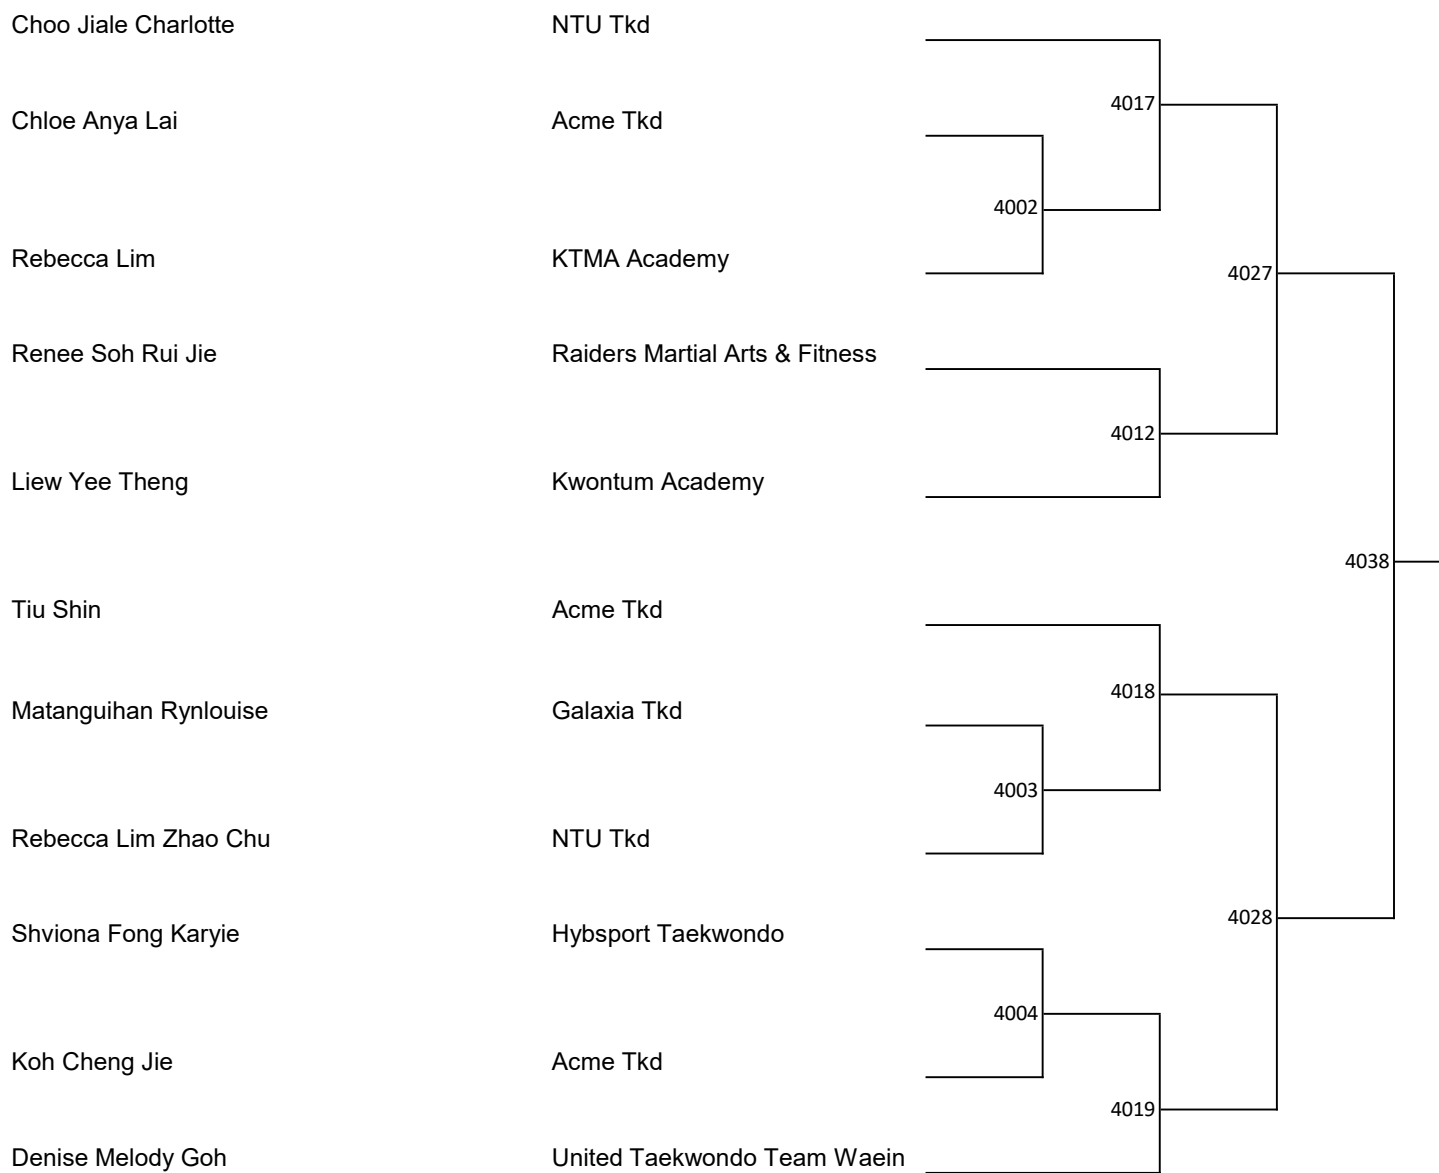 Choo Jiale Charlotte NTU Tkd
4017
Chloe Anya Lai Acme Tkd
4002
Rebecca Lim KTMA Academy
4027
Renee Soh Rui Jie Raiders Martial Arts & Fitness
4012
Liew Yee Theng Kwontum Academy
4038
Tiu Shin Acme Tkd
4018
Matanguihan Rynlouise Galaxia Tkd
4003
Rebecca Lim Zhao Chu NTU Tkd
4028
Shviona Fong Karyie Hybsport Taekwondo
4004
Koh Cheng Jie Acme Tkd
4019
Denise Melody Goh United Taekwondo Team Waein